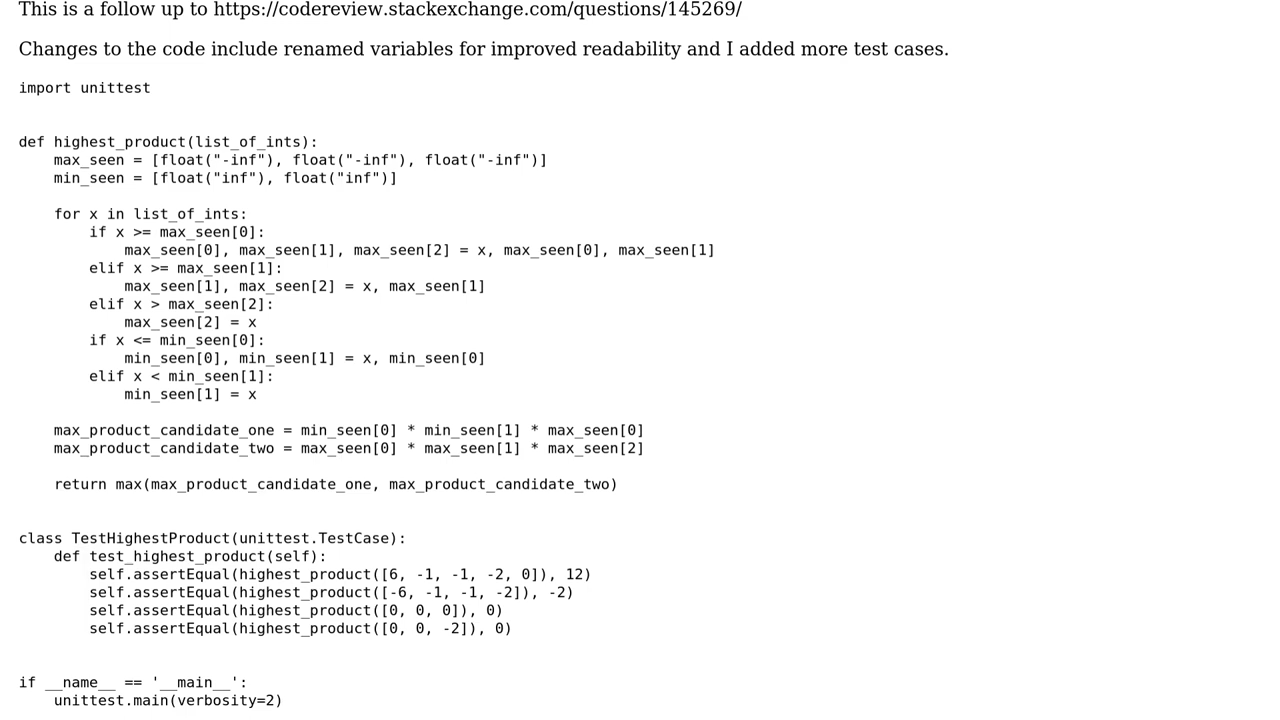 This is a follow up to https://codereview.stackexchange.com/questions/145269/
Changes to the code include renamed variables for improved readability and I added more test cases.
import unittest
def highest_product(list_of_ints):
    max_seen = [float("-inf"), float("-inf"), float("-inf")]
    min_seen = [float("inf"), float("inf")]
    for x in list_of_ints:
        if x >= max_seen[0]:
            max_seen[0], max_seen[1], max_seen[2] = x, max_seen[0], max_seen[1]
        elif x >= max_seen[1]:
            max_seen[1], max_seen[2] = x, max_seen[1]
        elif x > max_seen[2]:
            max_seen[2] = x
        if x <= min_seen[0]:
            min_seen[0], min_seen[1] = x, min_seen[0]
        elif x < min_seen[1]:
            min_seen[1] = x
    max_product_candidate_one = min_seen[0] * min_seen[1] * max_seen[0]
    max_product_candidate_two = max_seen[0] * max_seen[1] * max_seen[2]
    return max(max_product_candidate_one, max_product_candidate_two)
class TestHighestProduct(unittest.TestCase):
    def test_highest_product(self):
        self.assertEqual(highest_product([6, -1, -1, -2, 0]), 12)
        self.assertEqual(highest_product([-6, -1, -1, -2]), -2)
        self.assertEqual(highest_product([0, 0, 0]), 0)
        self.assertEqual(highest_product([0, 0, -2]), 0)
if __name__ == '__main__':
    unittest.main(verbosity=2)